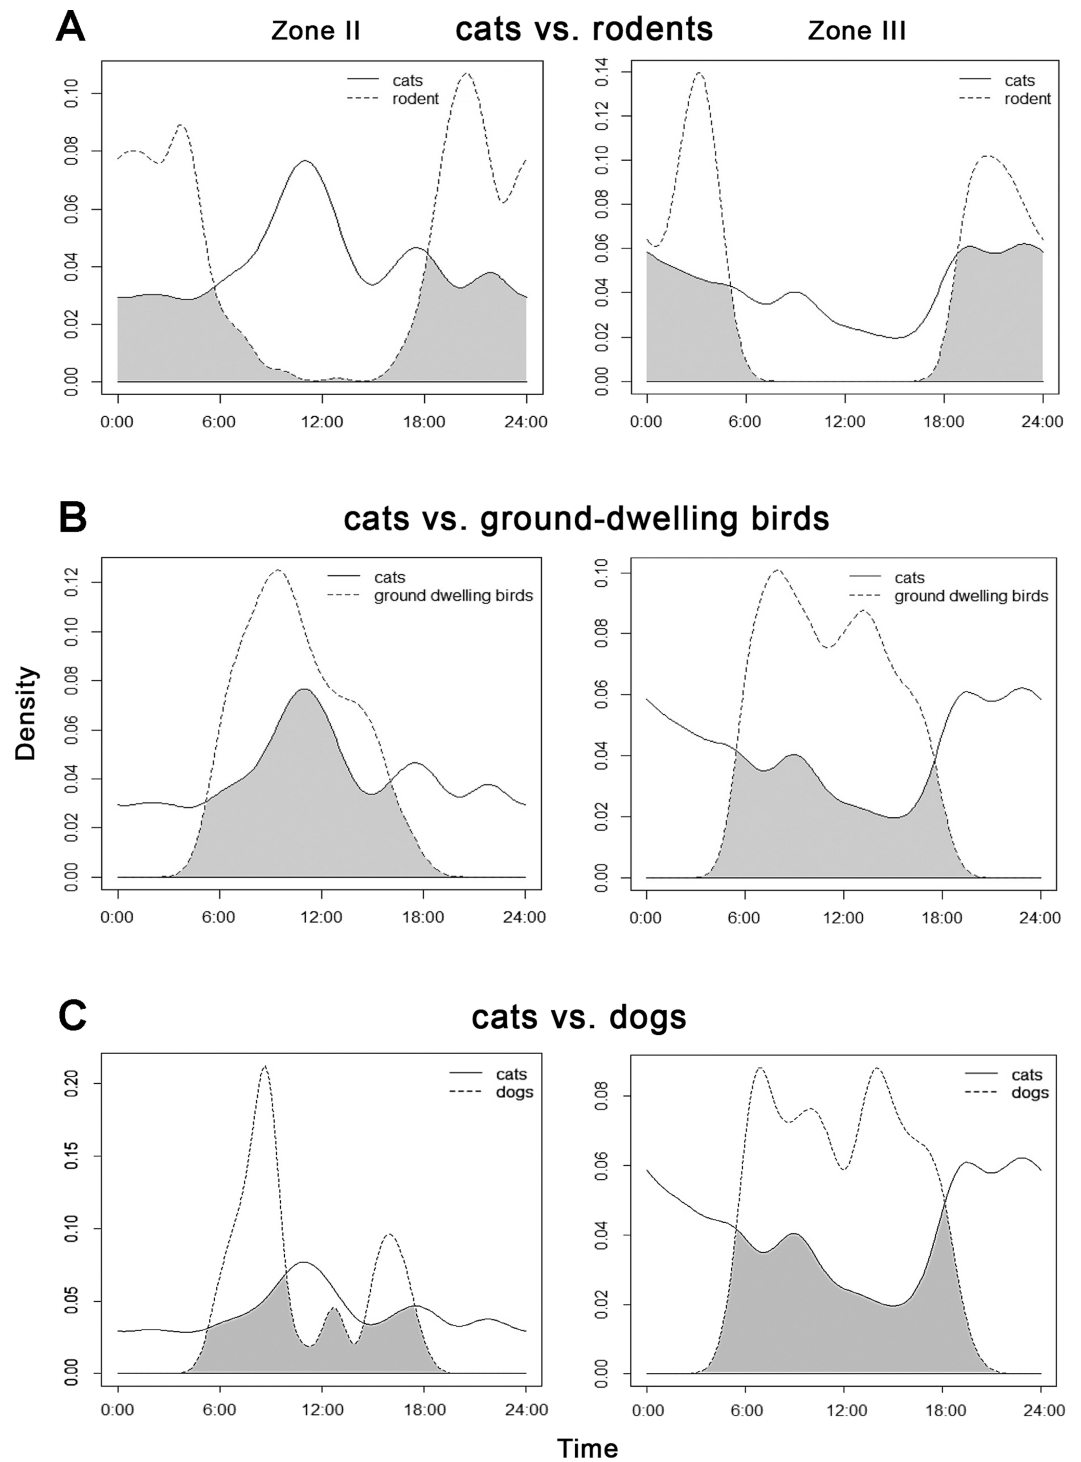 A Zone II cats vs. rodents Zone III
cats
rodent
0.00 0.02 0.04 0.06 0.08 0.10
0:00 6:00 12:00 18:00 24:00
cats
rodent
0.00 0.02 0.04 0.06 0.08 0.10 0.12 0.14
0:00 6:00 12:00 18:00 24:00
B cats vs. ground-dwelling birds
cats
ground dwelling birds
0.00 0.02 0.04 0.06 0.08 0.10 0.12
0:00 6:00 12:00 18:00 24:00
cats
ground dwelling birds
0.00 0.02 0.04 0.06 0.08 0.10
0:00 6:00 12:00 18:00 24:00
Density
C cats vs. dogs
cats
dogs
0.00 0.05 0.10 0.15 0.20
0:00 6:00 12:00 18:00 24:00
cats
dogs
0.00 0.02 0.04 0.06 0.08
0:00 6:00 12:00 18:00 24:00
Time